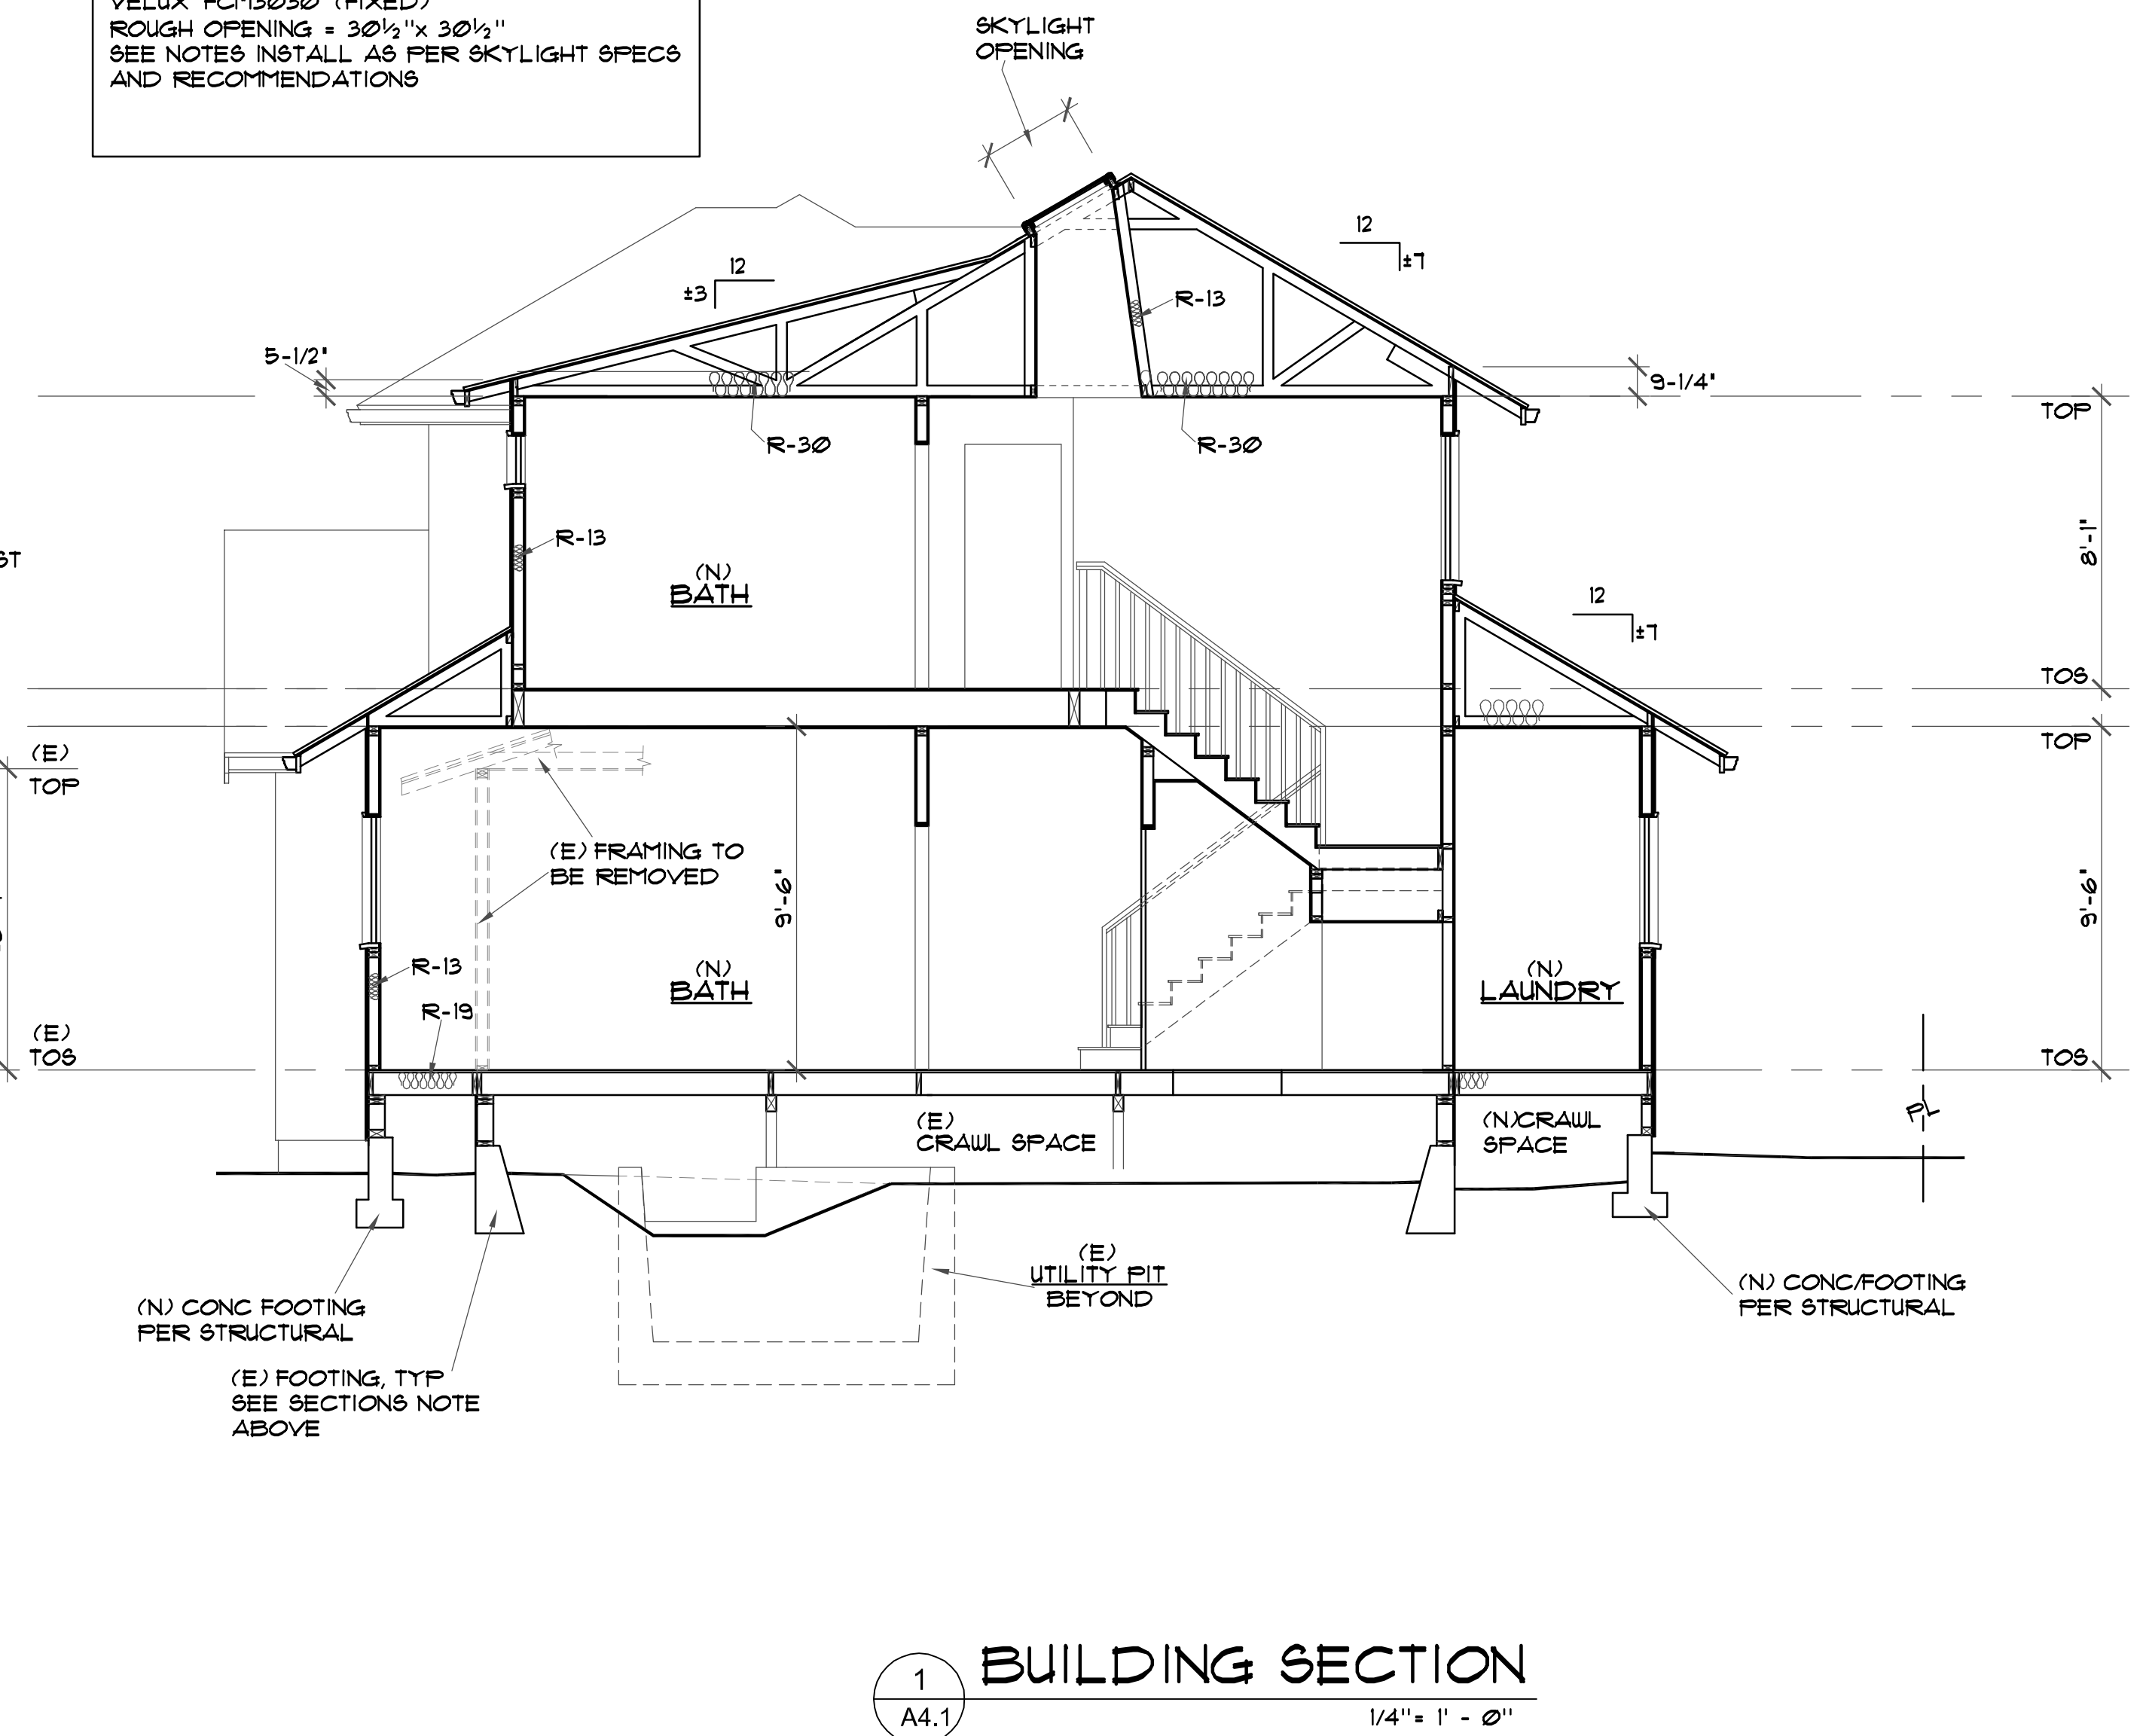 VELUX FCM3030 (FIXED)
ROUGH OPENING = 30½"x 30½"
SEE NOTES INSTALL AS PER SKYLIGHT SPECS
AND RECOMMENDATIONS
SKYLIGHT
OPENING
12
±7
12
±3
R-13
5-1/2"
9-1/4"
TOP
R-30
R-30
8'-1"
R-13
(N)
BATH
12
±7
TOS
TOP
(E)
TOP
(E) FRAMING TO
BE REMOVED
9'-6"
9'-6"
R-13
(N)
BATH
(N)
LAUNDRY
R-19
(E)
TOS
TOS
PL
(E)
CRAWL SPACE
(N)CRAWL
SPACE
(E)
UTILITY PIT
BEYOND
(N) CONC FOOTING
PER STRUCTURAL
(N) CONC/FOOTING
PER STRUCTURAL
(E) FOOTING, TYP
SEE SECTIONS NOTE
ABOVE
1
A4.1
BUILDING SECTION
1/4"= 1' - 0"